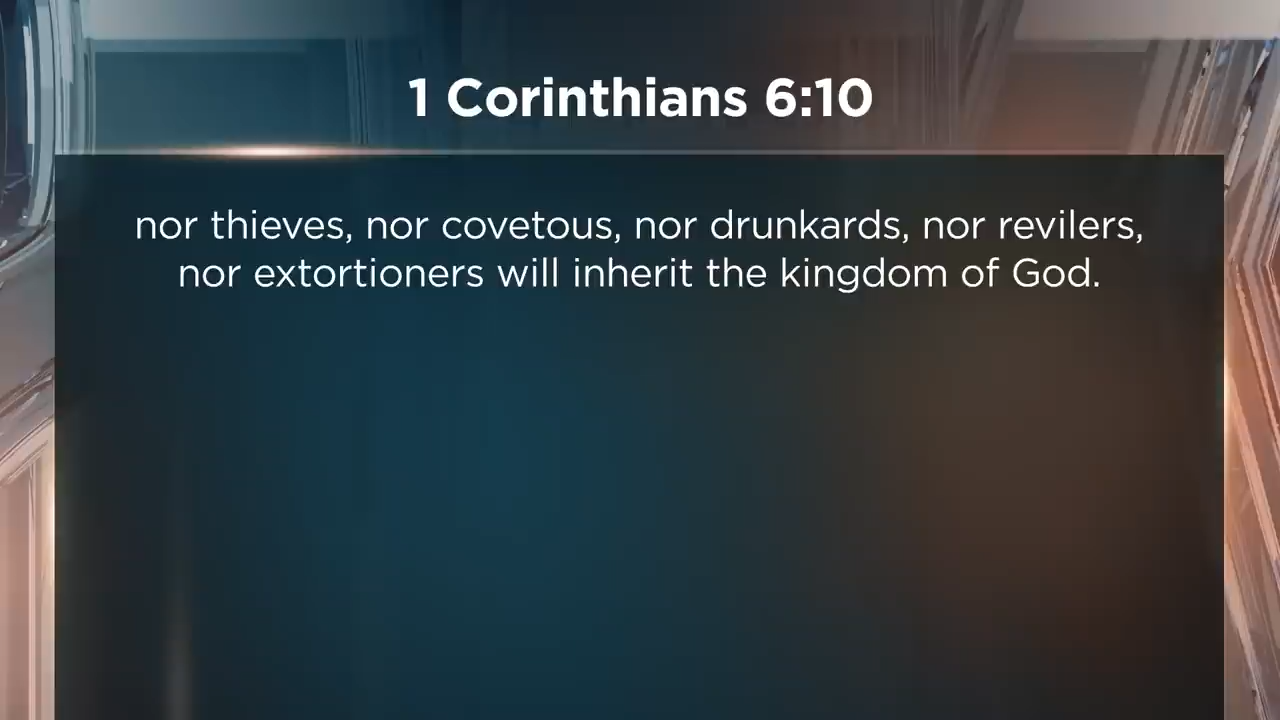 1 Corinthians 6:10
nor thieves, nor covetous, nor drunkards, nor revilers,
nor extortioners will inherit the kingdom of God.